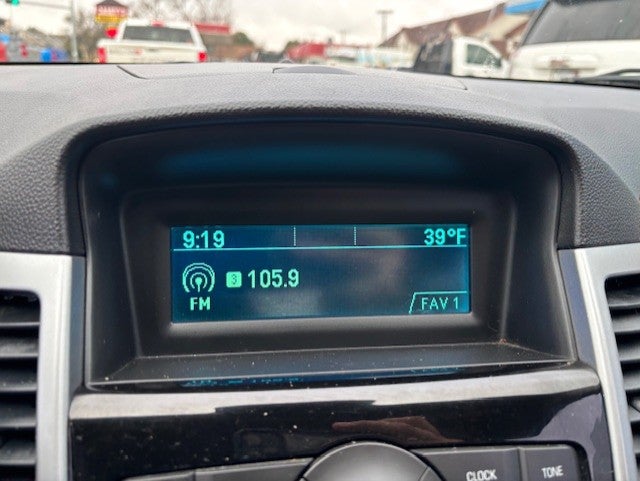 9:19 39°F
3 105.9
FM FAV 1
CLOCK TONE